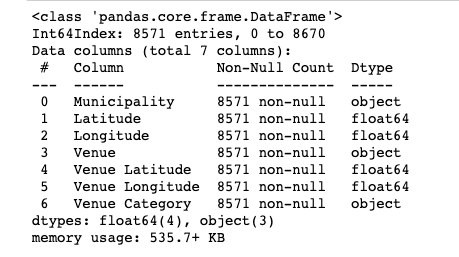 <class 'pandas.core.frame.DataFrame'>
Int64Index: 8571 entries, 0 to 8670
Data columns (total 7 columns):
 #   Column           Non-Null Count  Dtype
---  ------           --------------  -----
 0   Municipality     8571 non-null   object
 1   Latitude         8571 non-null   float64
 2   Longitude        8571 non-null   float64
 3   Venue            8571 non-null   object
 4   Venue Latitude   8571 non-null   float64
 5   Venue Longitude  8571 non-null   float64
 6   Venue Category   8571 non-null   object
dtypes: float64(4), object(3)
memory usage: 535.7+ KB